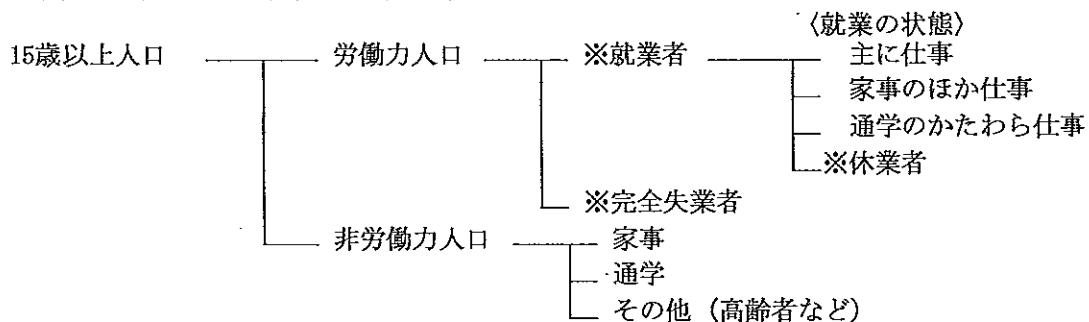 〈就業の状態〉
15歳以上人口 労働力人口 ※就業者 主に仕事
家事のほか仕事
通学のかたわら仕事
※休業者
※完全失業者
非労働力人口 家事
通学
その他（高齢者など）